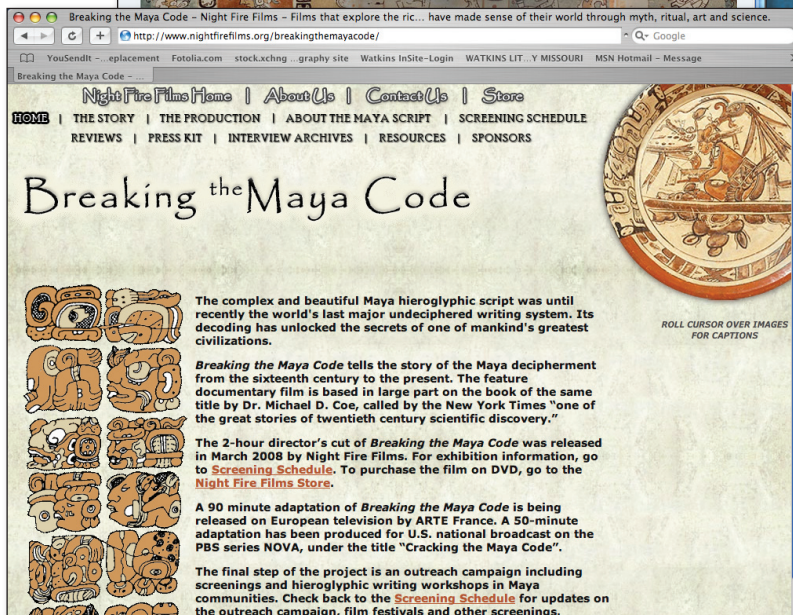 Breaking the Maya Code – Night Fire Films – Films that explore the ric... have made sense of their world through myth, ritual, art and science.
http://www.nightfirefilms.org/breakingthemayacode/
Google
YouSendIt –...eplacement Fotolia.com stock.xchng ...graphy site Watkins InSite–Login WATKINS LIT...Y MISSOURI MSN Hotmail – Message
Breaking the Maya Code – ...
Night Fire Films Home | About Us | Contact Us | Store
HOME | THE STORY | THE PRODUCTION | ABOUT THE MAYA SCRIPT | SCREENING SCHEDULE
REVIEWS | PRESS KIT | INTERVIEW ARCHIVES | RESOURCES | SPONSORS
Breaking the Maya Code
The complex and beautiful Maya hieroglyphic script was until
recently the world's last major undeciphered writing system. Its
decoding has unlocked the secrets of one of mankind's greatest
civilizations.
ROLL CURSOR OVER IMAGES
FOR CAPTIONS
Breaking the Maya Code tells the story of the Maya decipherment
from the sixteenth century to the present. The feature
documentary film is based in large part on the book of the same
title by Dr. Michael D. Coe, called by the New York Times “one of
the great stories of twentieth century scientific discovery.”
The 2-hour director’s cut of Breaking the Maya Code was released
in March 2008 by Night Fire Films. For exhibition information, go
to Screening Schedule. To purchase the film on DVD, go to the
Night Fire Films Store.
A 90 minute adaptation of Breaking the Maya Code is being
released on European television by ARTE France. A 50-minute
adaptation has been produced for U.S. national broadcast on the
PBS series NOVA, under the title “Cracking the Maya Code”.
The final step of the project is an outreach campaign including
screenings and hieroglyphic writing workshops in Maya
communities. Check back to the Screening Schedule for updates on
the outreach campaign, film festivals and other screenings.